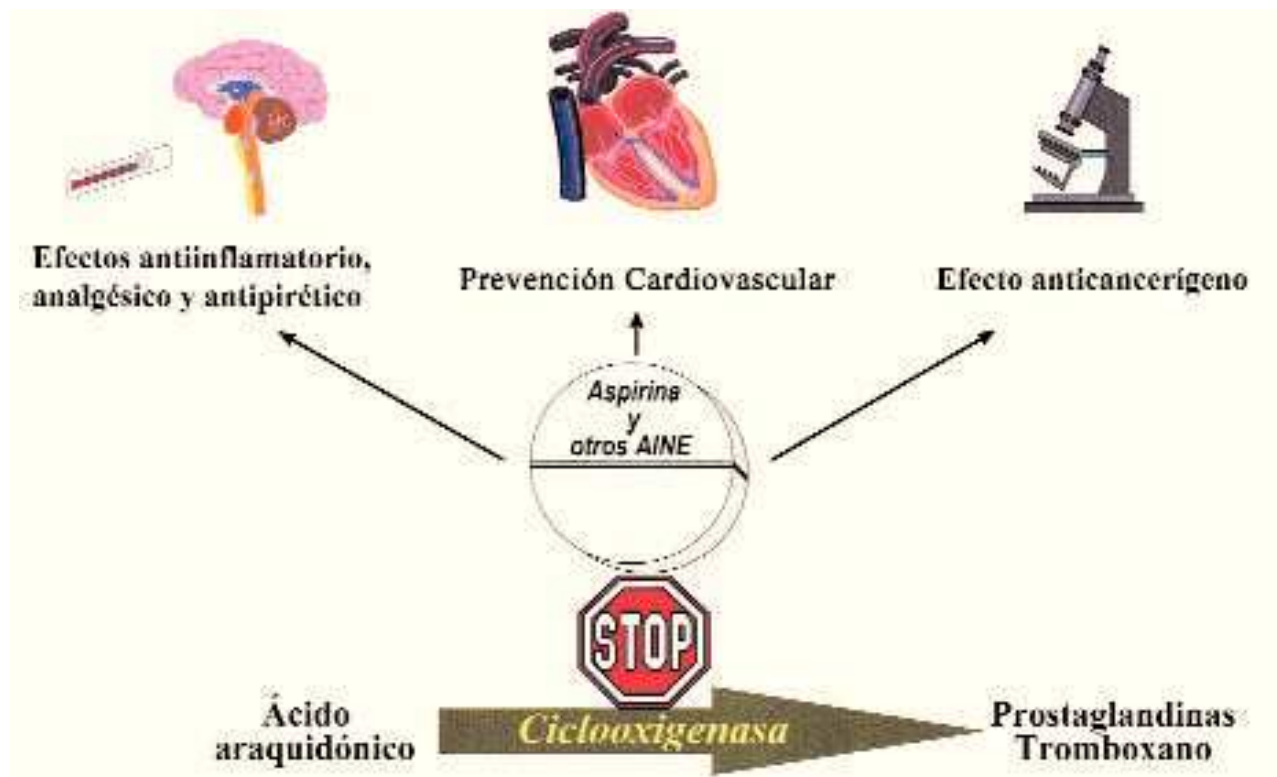 Efectos antiinflamatorio,
analgésico y antipirético
Prevención Cardiovascular
Efecto anticancerígeno
Aspirina
y
otros AINE
STOP
Ácido
araquidónico
Ciclooxigenasa
Prostaglandinas
Tromboxano